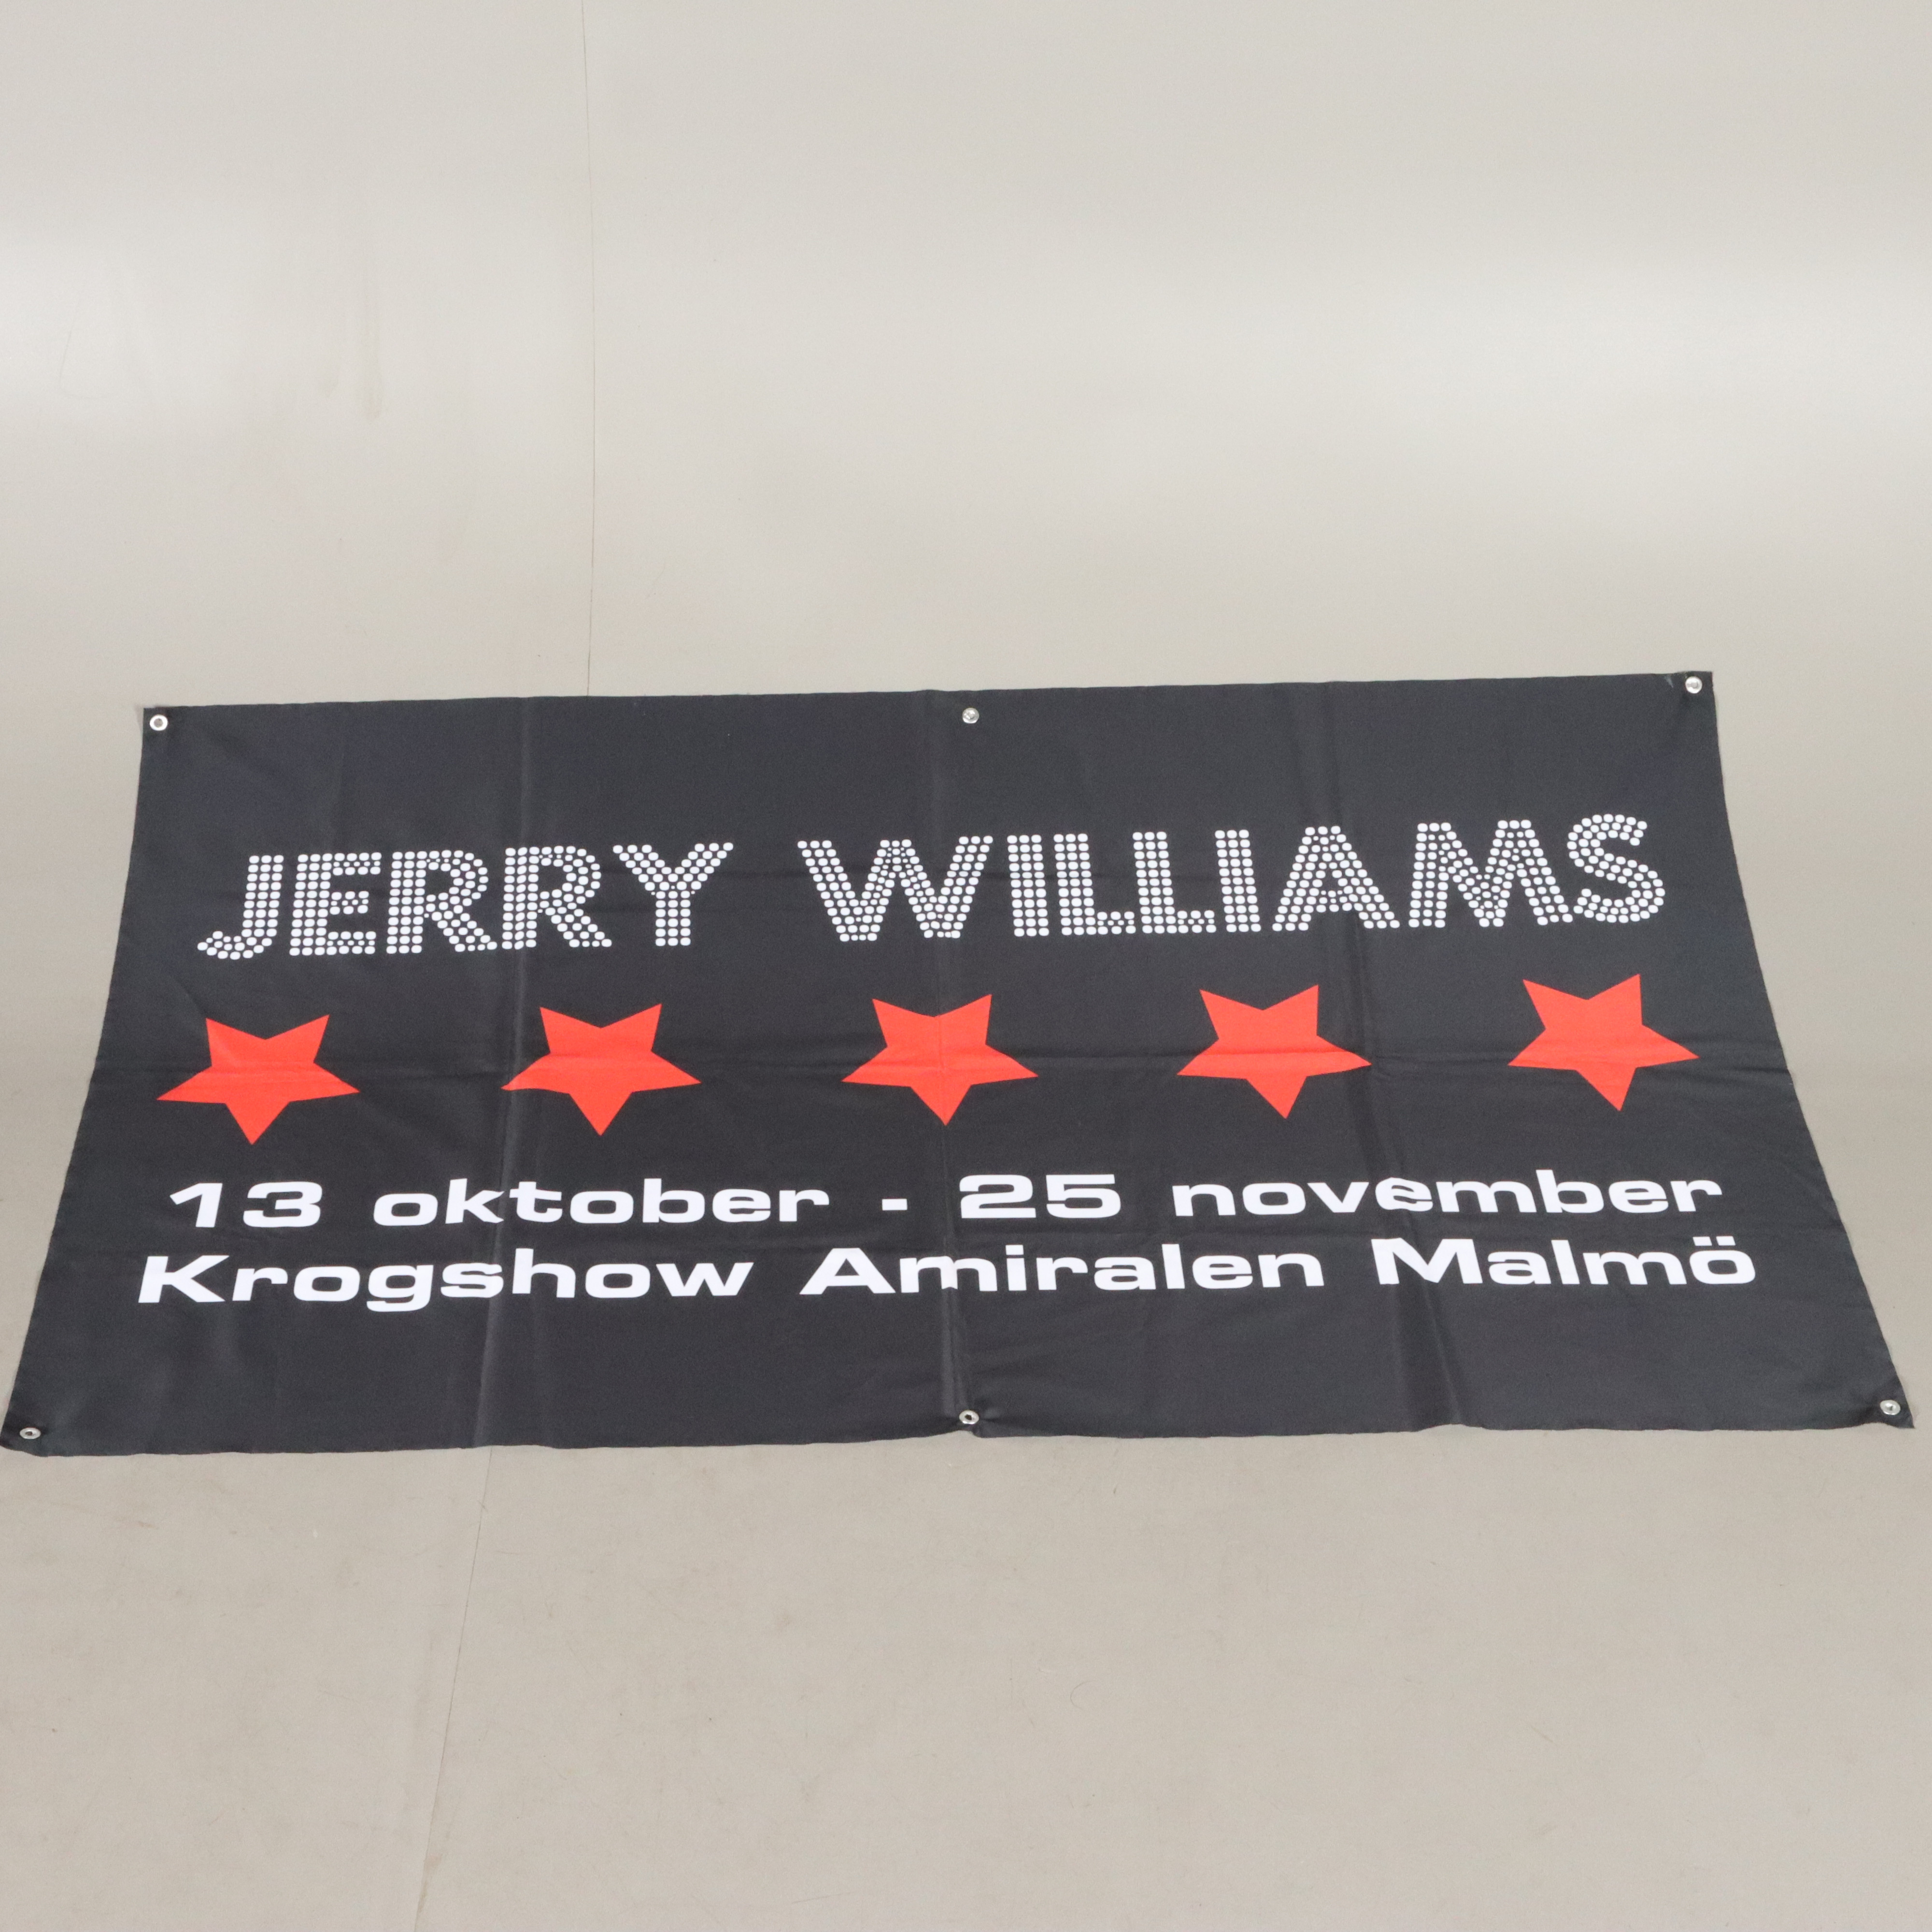 JERRY WILLIAMS
13 oktober - 25 november
Krogshow Amiralen Malmö